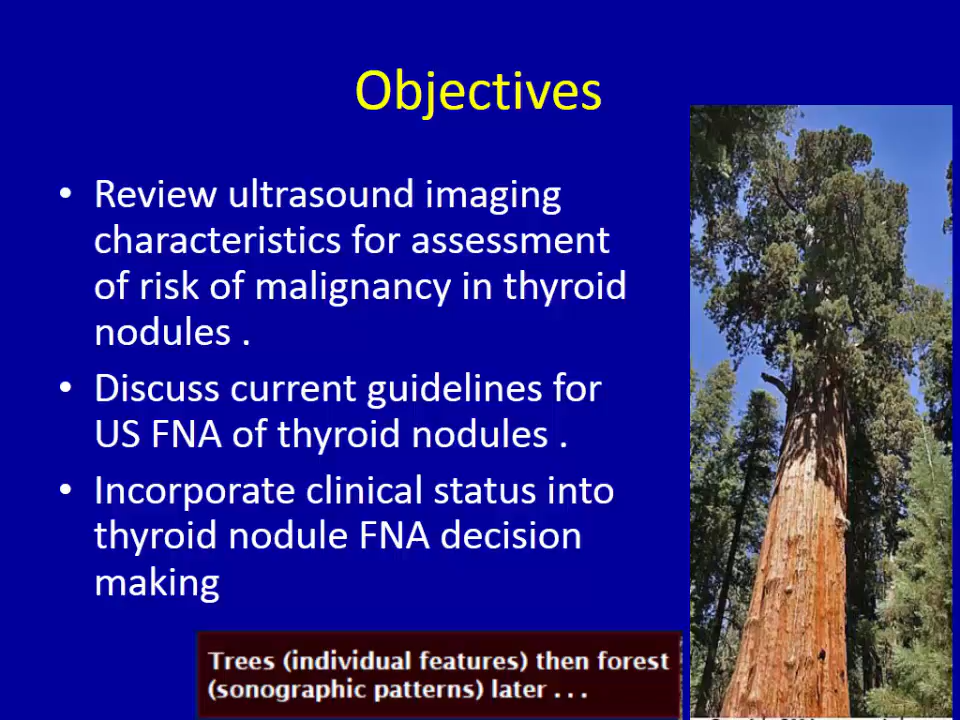 Objectives
• Review ultrasound imaging
characteristics for assessment
of risk of malignancy in thyroid
nodules .
• Discuss current guidelines for
US FNA of thyroid nodules .
• Incorporate clinical status into
thyroid nodule FNA decision
making
Trees (individual features) then forest
(sonographic patterns) later . . .